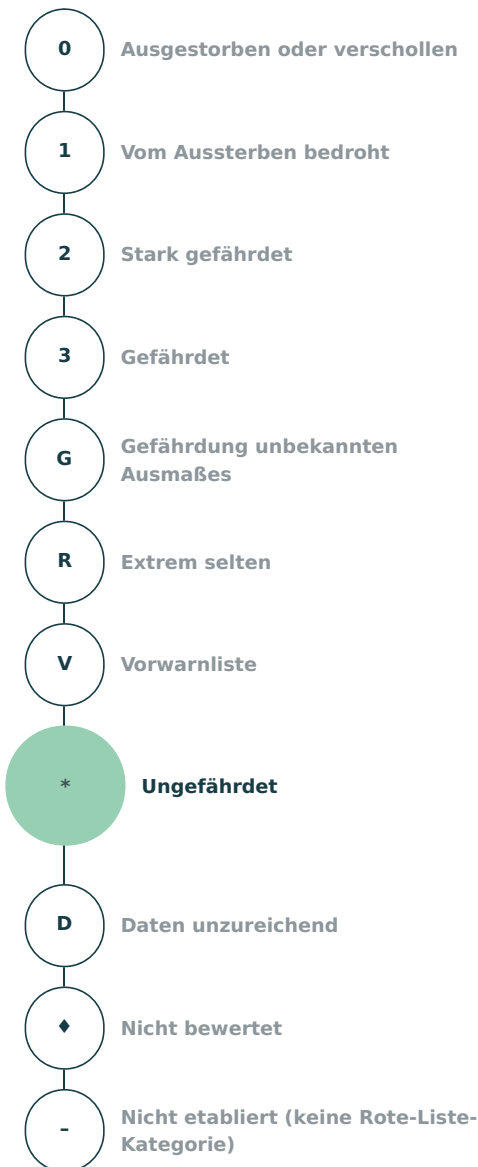 0 Ausgestorben oder verschollen
1 Vom Aussterben bedroht
2 Stark gefährdet
3 Gefährdet
G Gefährdung unbekannten
Ausmaßes
R Extrem selten
V Vorwarnliste
* Ungefährdet
D Daten unzureichend
♦ Nicht bewertet
– Nicht etabliert (keine Rote-Liste-
Kategorie)